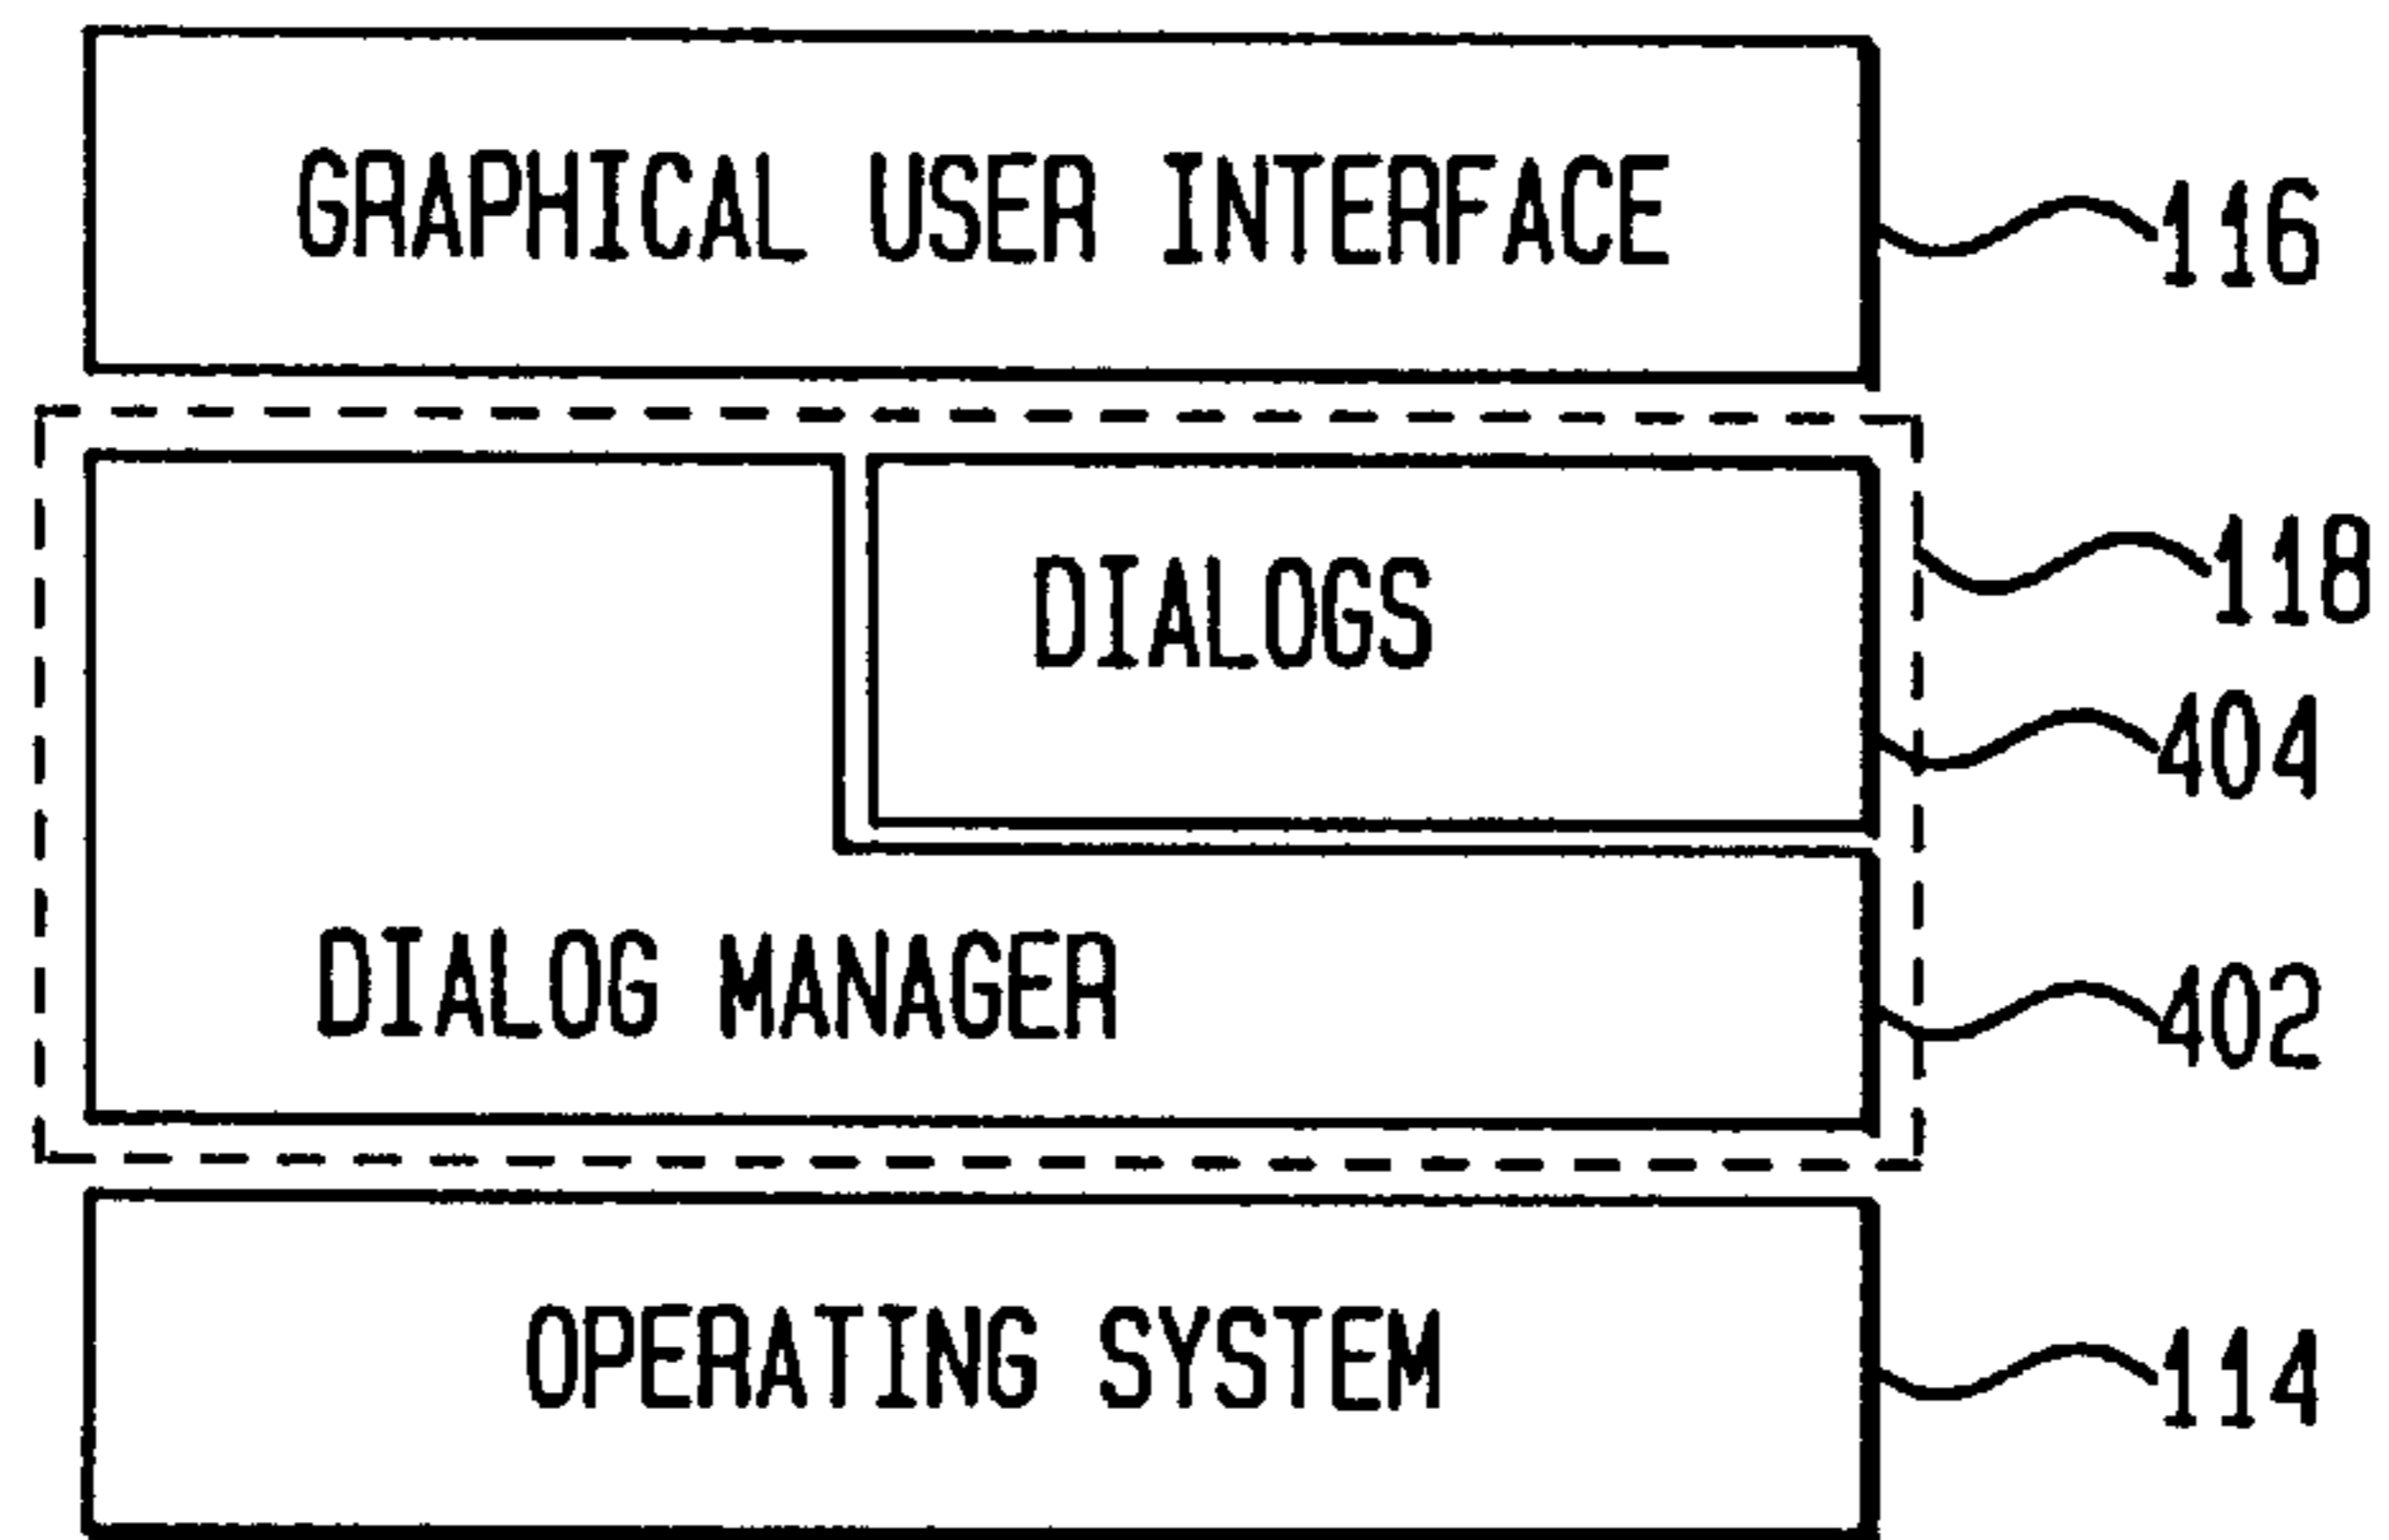 GRAPHICAL USER INTERFACE
116
118
DIALOGS
404
DIALOG MANAGER
402
OPERATING SYSTEM
114